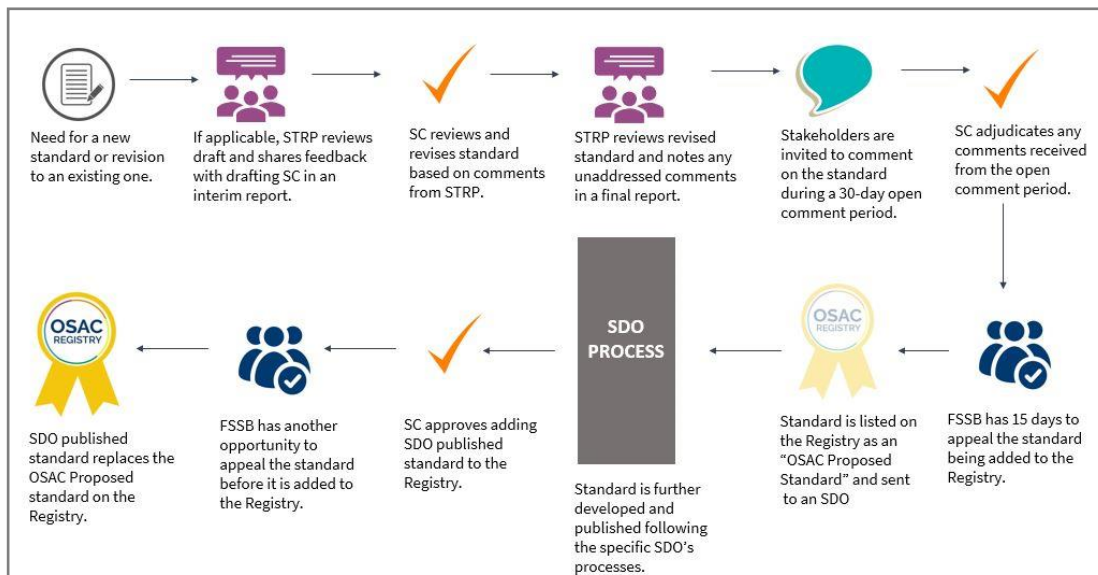 Need for a new
standard or revision
to an existing one.
If applicable, STRP reviews
draft and shares feedback
with drafting SC in an
interim report.
SC reviews and
revises standard
based on comments
from STRP.
STRP reviews revised
standard and notes any
unaddressed comments
in a final report.
Stakeholders are
invited to comment
on the standard
during a 30-day open
comment period.
SC adjudicates any
comments received
from the open
comment period.
FSSB has 15 days to
appeal the standard
being added to the
Registry.
OSAC
REGISTRY
Standard is listed on
the Registry as an
“OSAC Proposed
Standard” and sent
to an SDO
SDO
PROCESS
Standard is further
developed and
published following
the specific SDO’s
processes.
SC approves adding
SDO published
standard to the
Registry.
FSSB has another
opportunity to
appeal the standard
before it is added to
the Registry.
OSAC
REGISTRY
SDO published
standard replaces the
OSAC Proposed
standard on the
Registry.